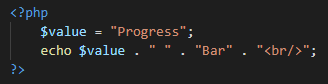 <?php
$value = "Progress";
echo $value . " " . "Bar" . "<br/>";
?>